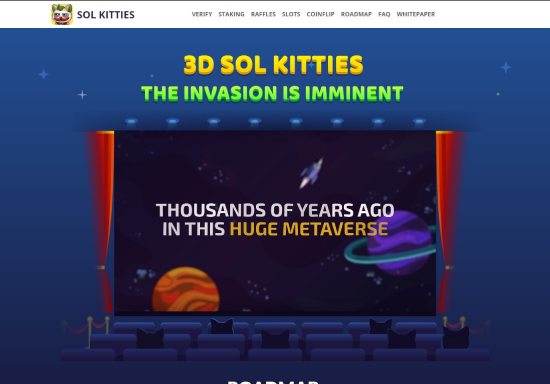 SOL KITTIES
VERIFY STAKING RAFFLES SLOTS COINFLIP ROADMAP FAQ WHITEPAPER
3D SOL KITTIES
THE INVASION IS IMMINENT
THOUSANDS OF YEARS AGO
IN THIS HUGE METAVERSE
ROADMAP